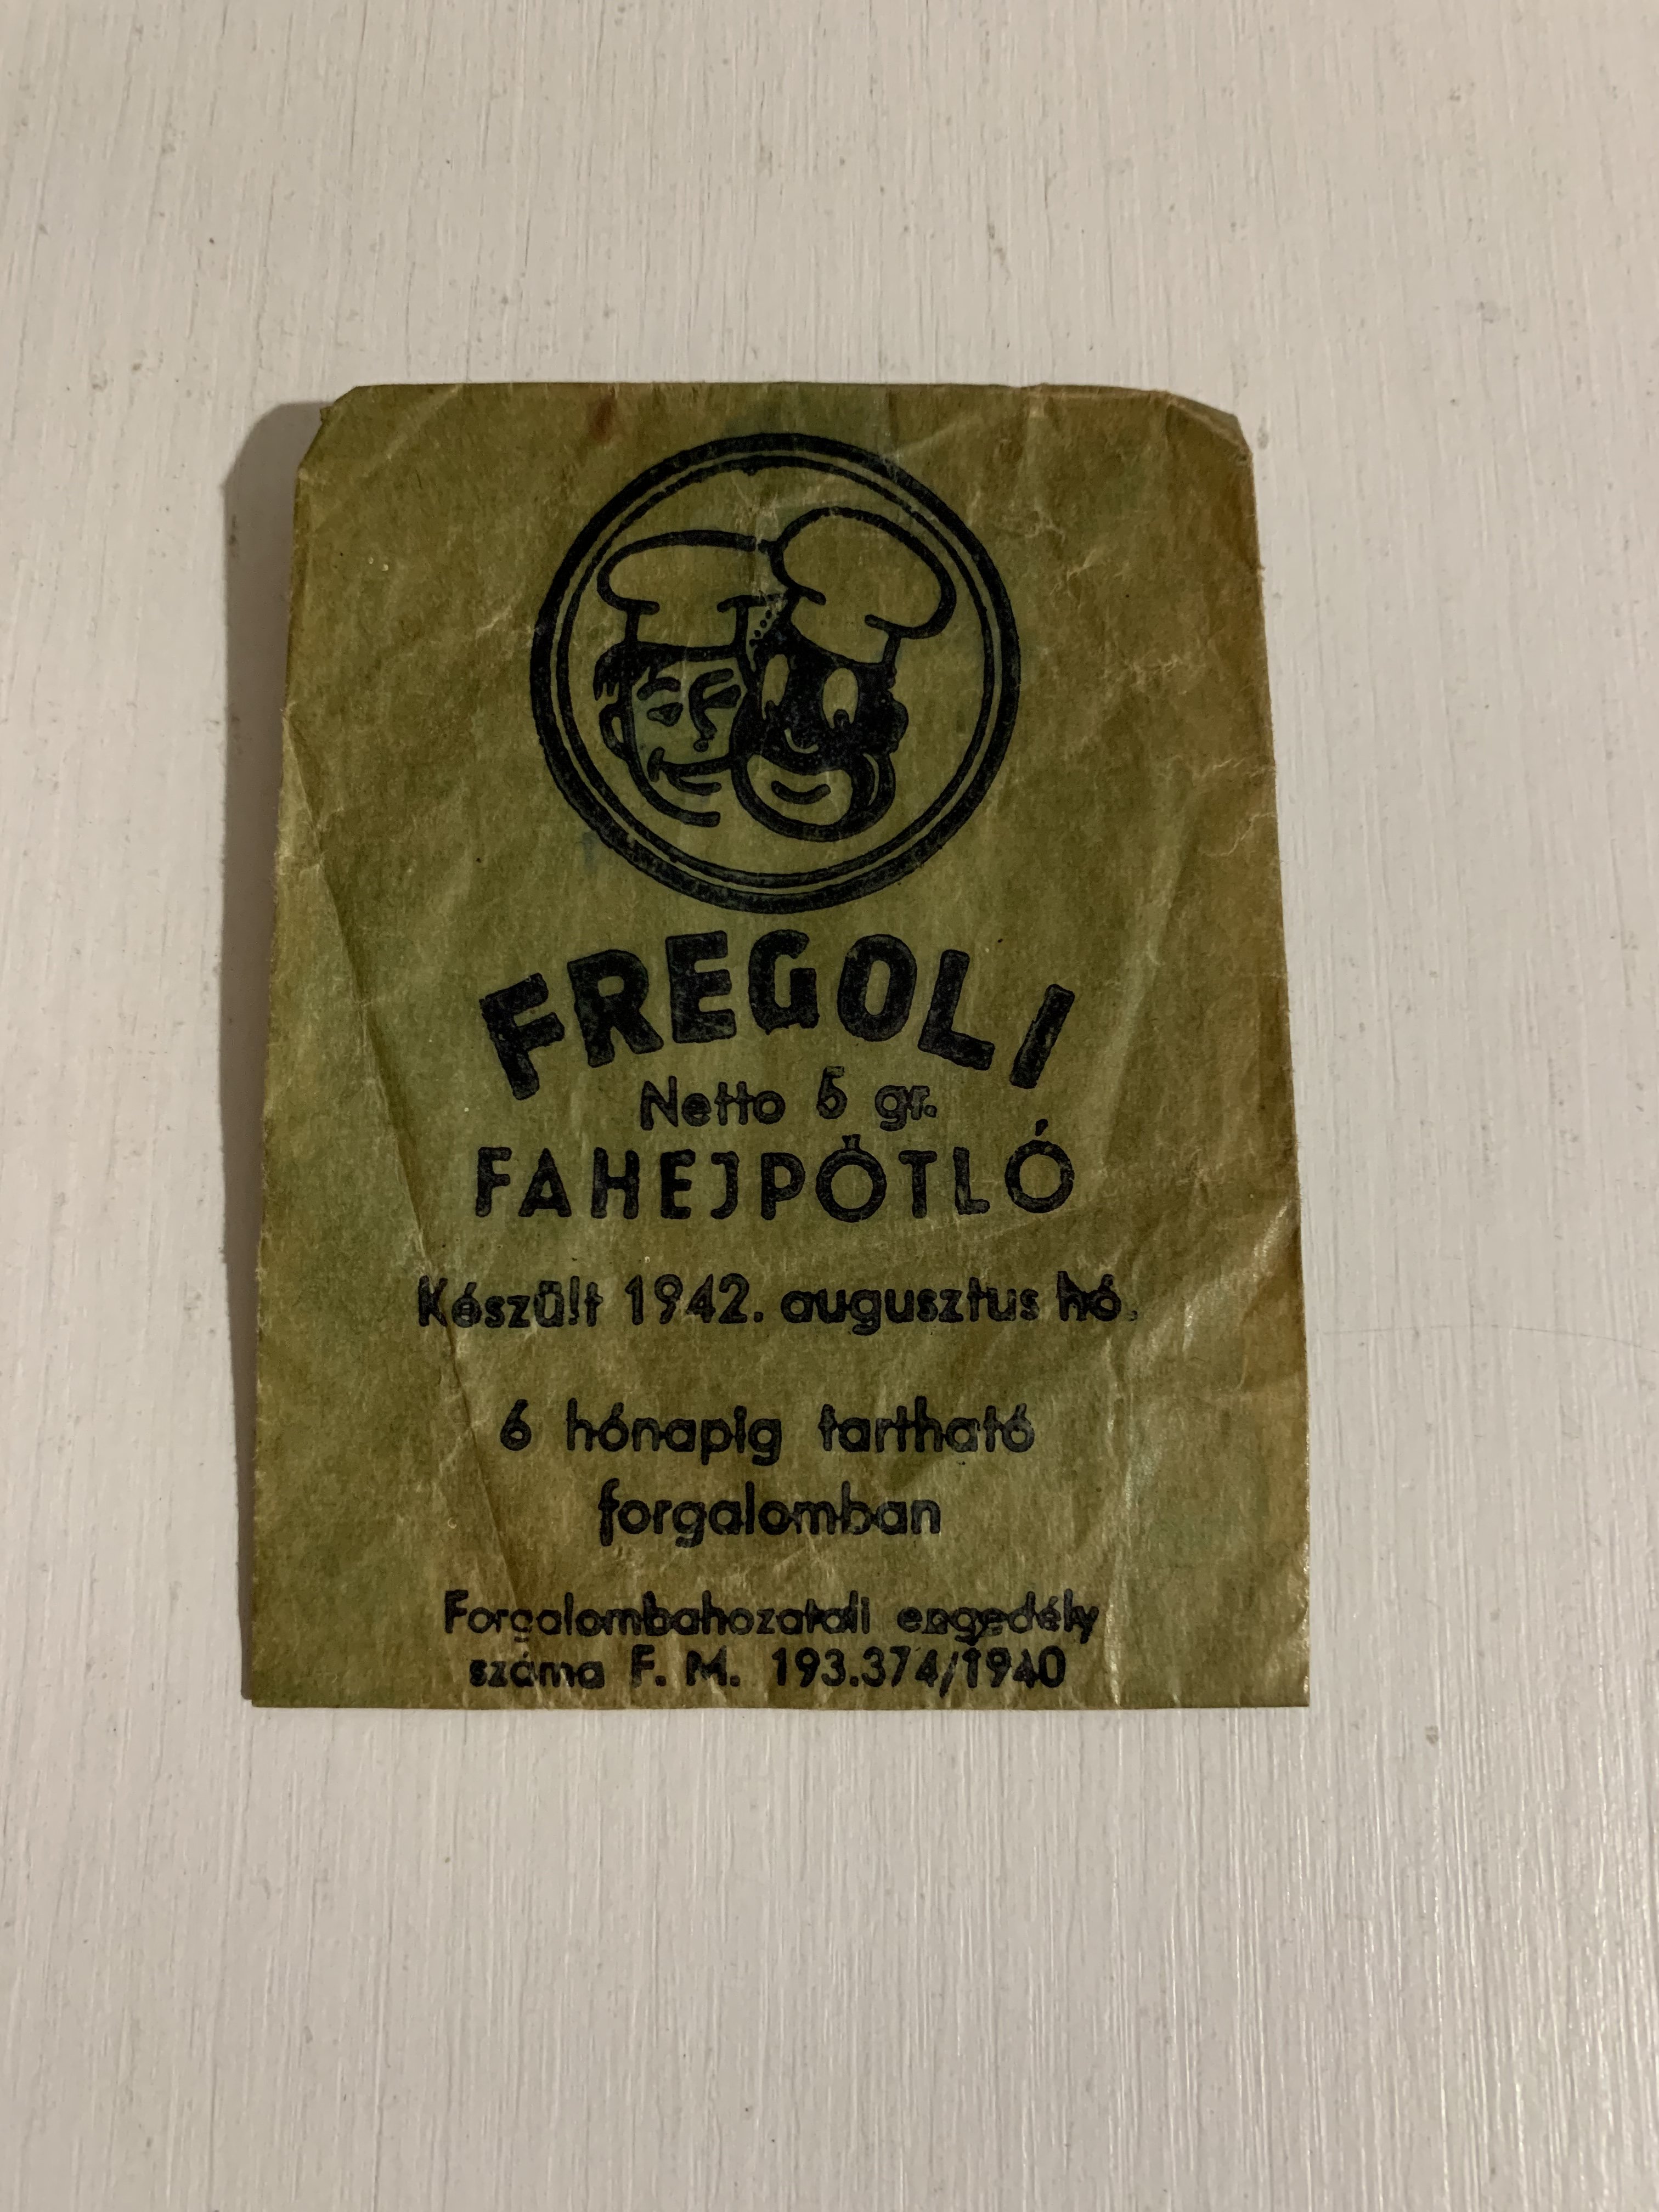 FREGOLI
Netto 5 gr.
FAHEJPÓTLÓ
Készült 1942. augusztus hó.
6 hónapig tartható
forgalomban
Forgalombahozatali engedély
száma F. M. 193.374/1940